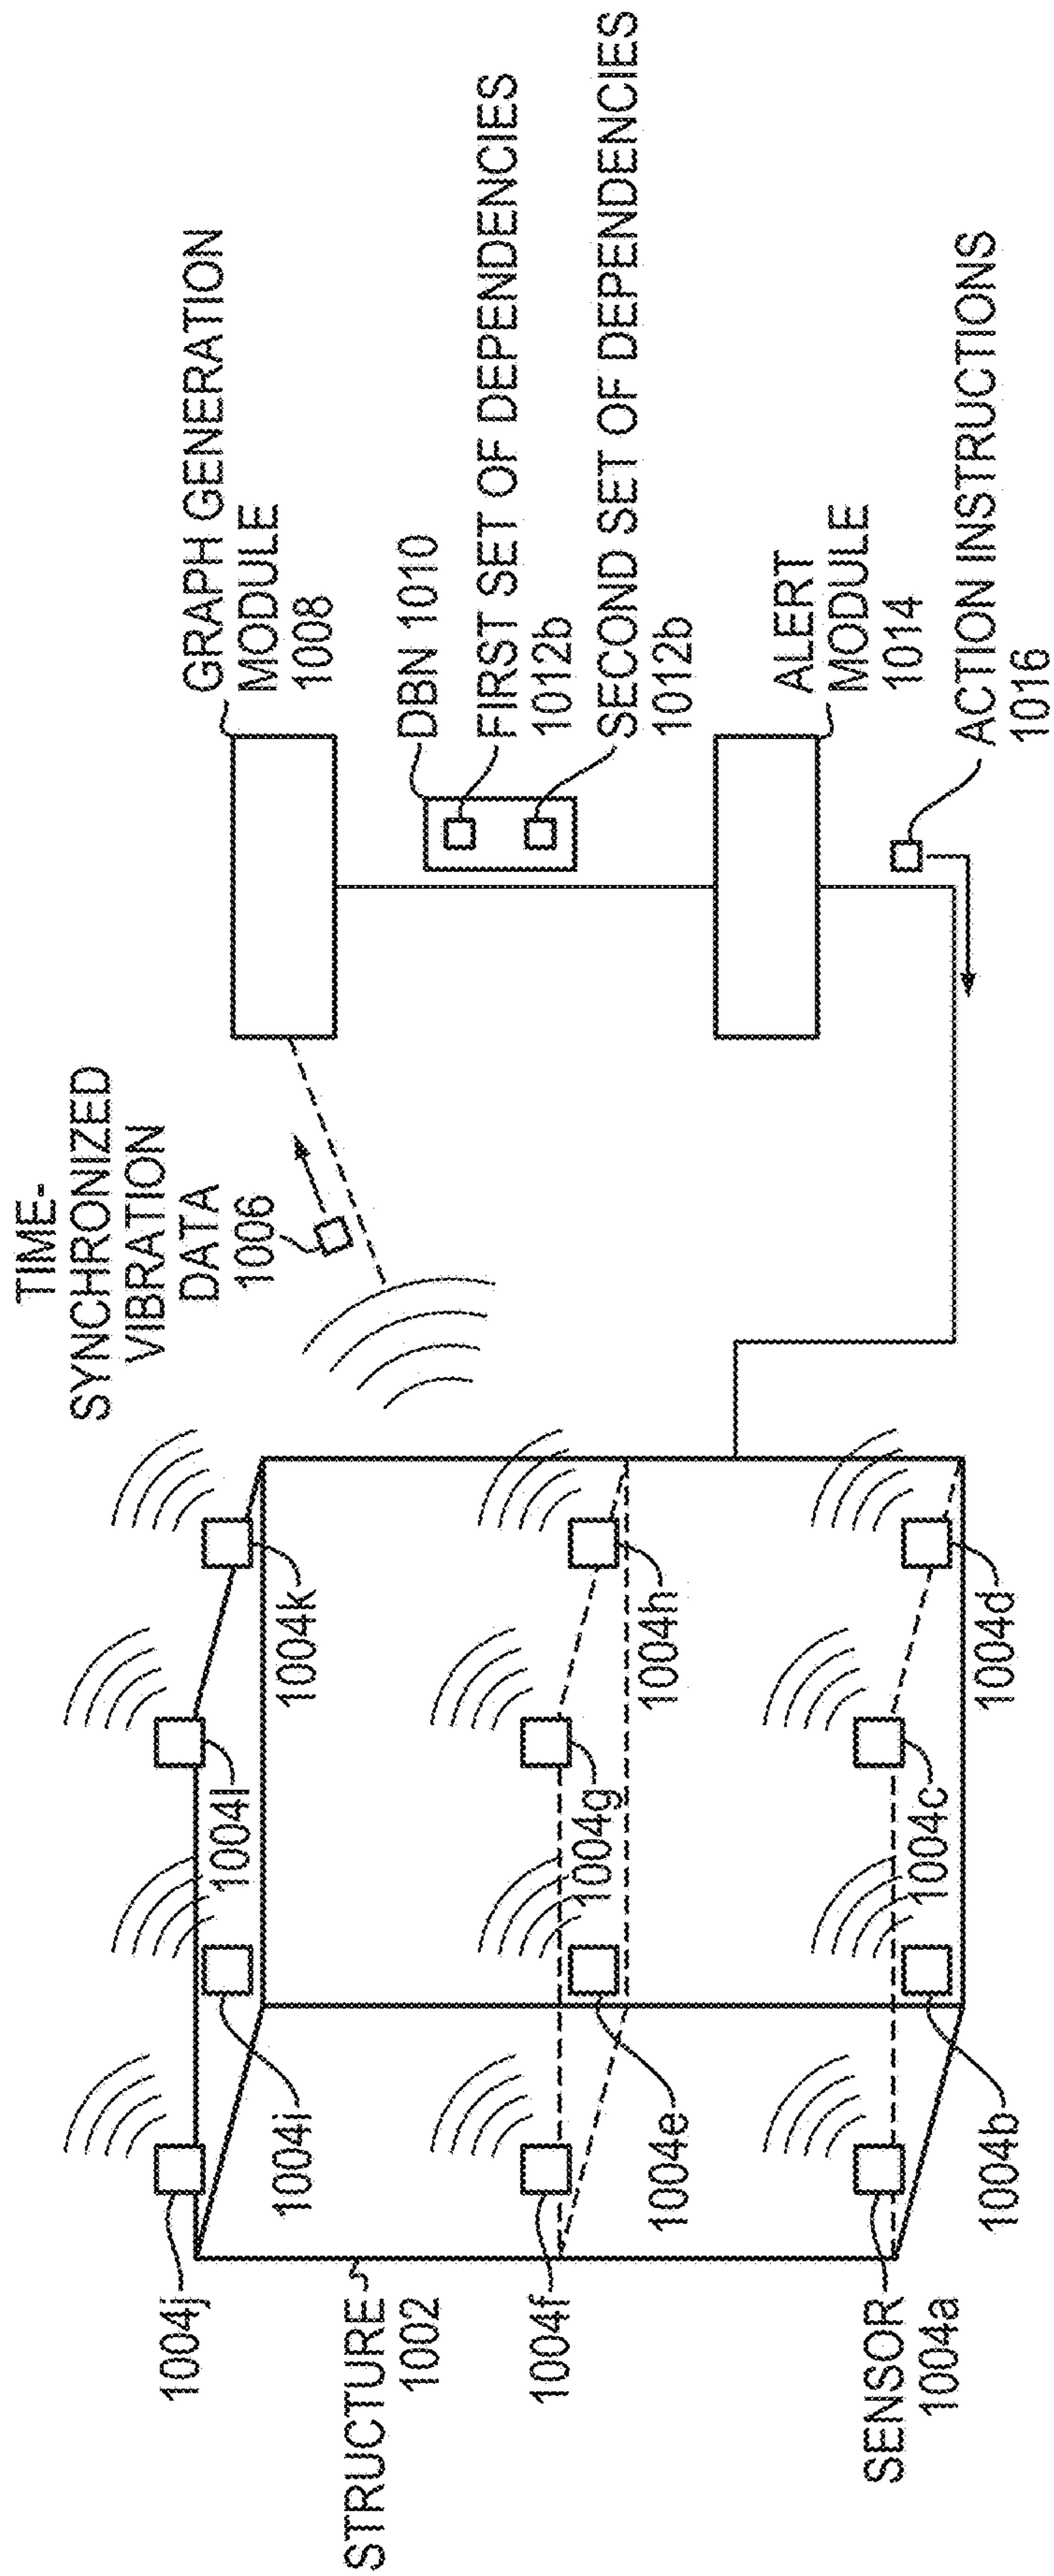 TIME-
SYNCHRONIZED
VIBRATION
DATA
1006
GRAPH GENERATION
MODULE
1008
1004j
1004l
1004i
1004k
STRUCTURE
1002
DBN 1010
FIRST SET OF DEPENDENCIES
1012b
SECOND SET OF DEPENDENCIES
1012b
1004f
1004g
1004e
1004h
ALERT
MODULE
1014
SENSOR
1004a
1004c
1004b
1004d
ACTION INSTRUCTIONS
1016